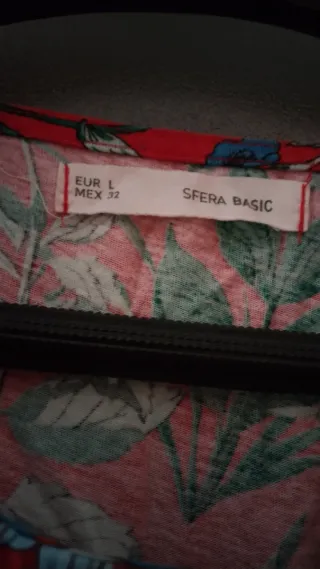 EUR L
MEX 32
SFERA BASIC